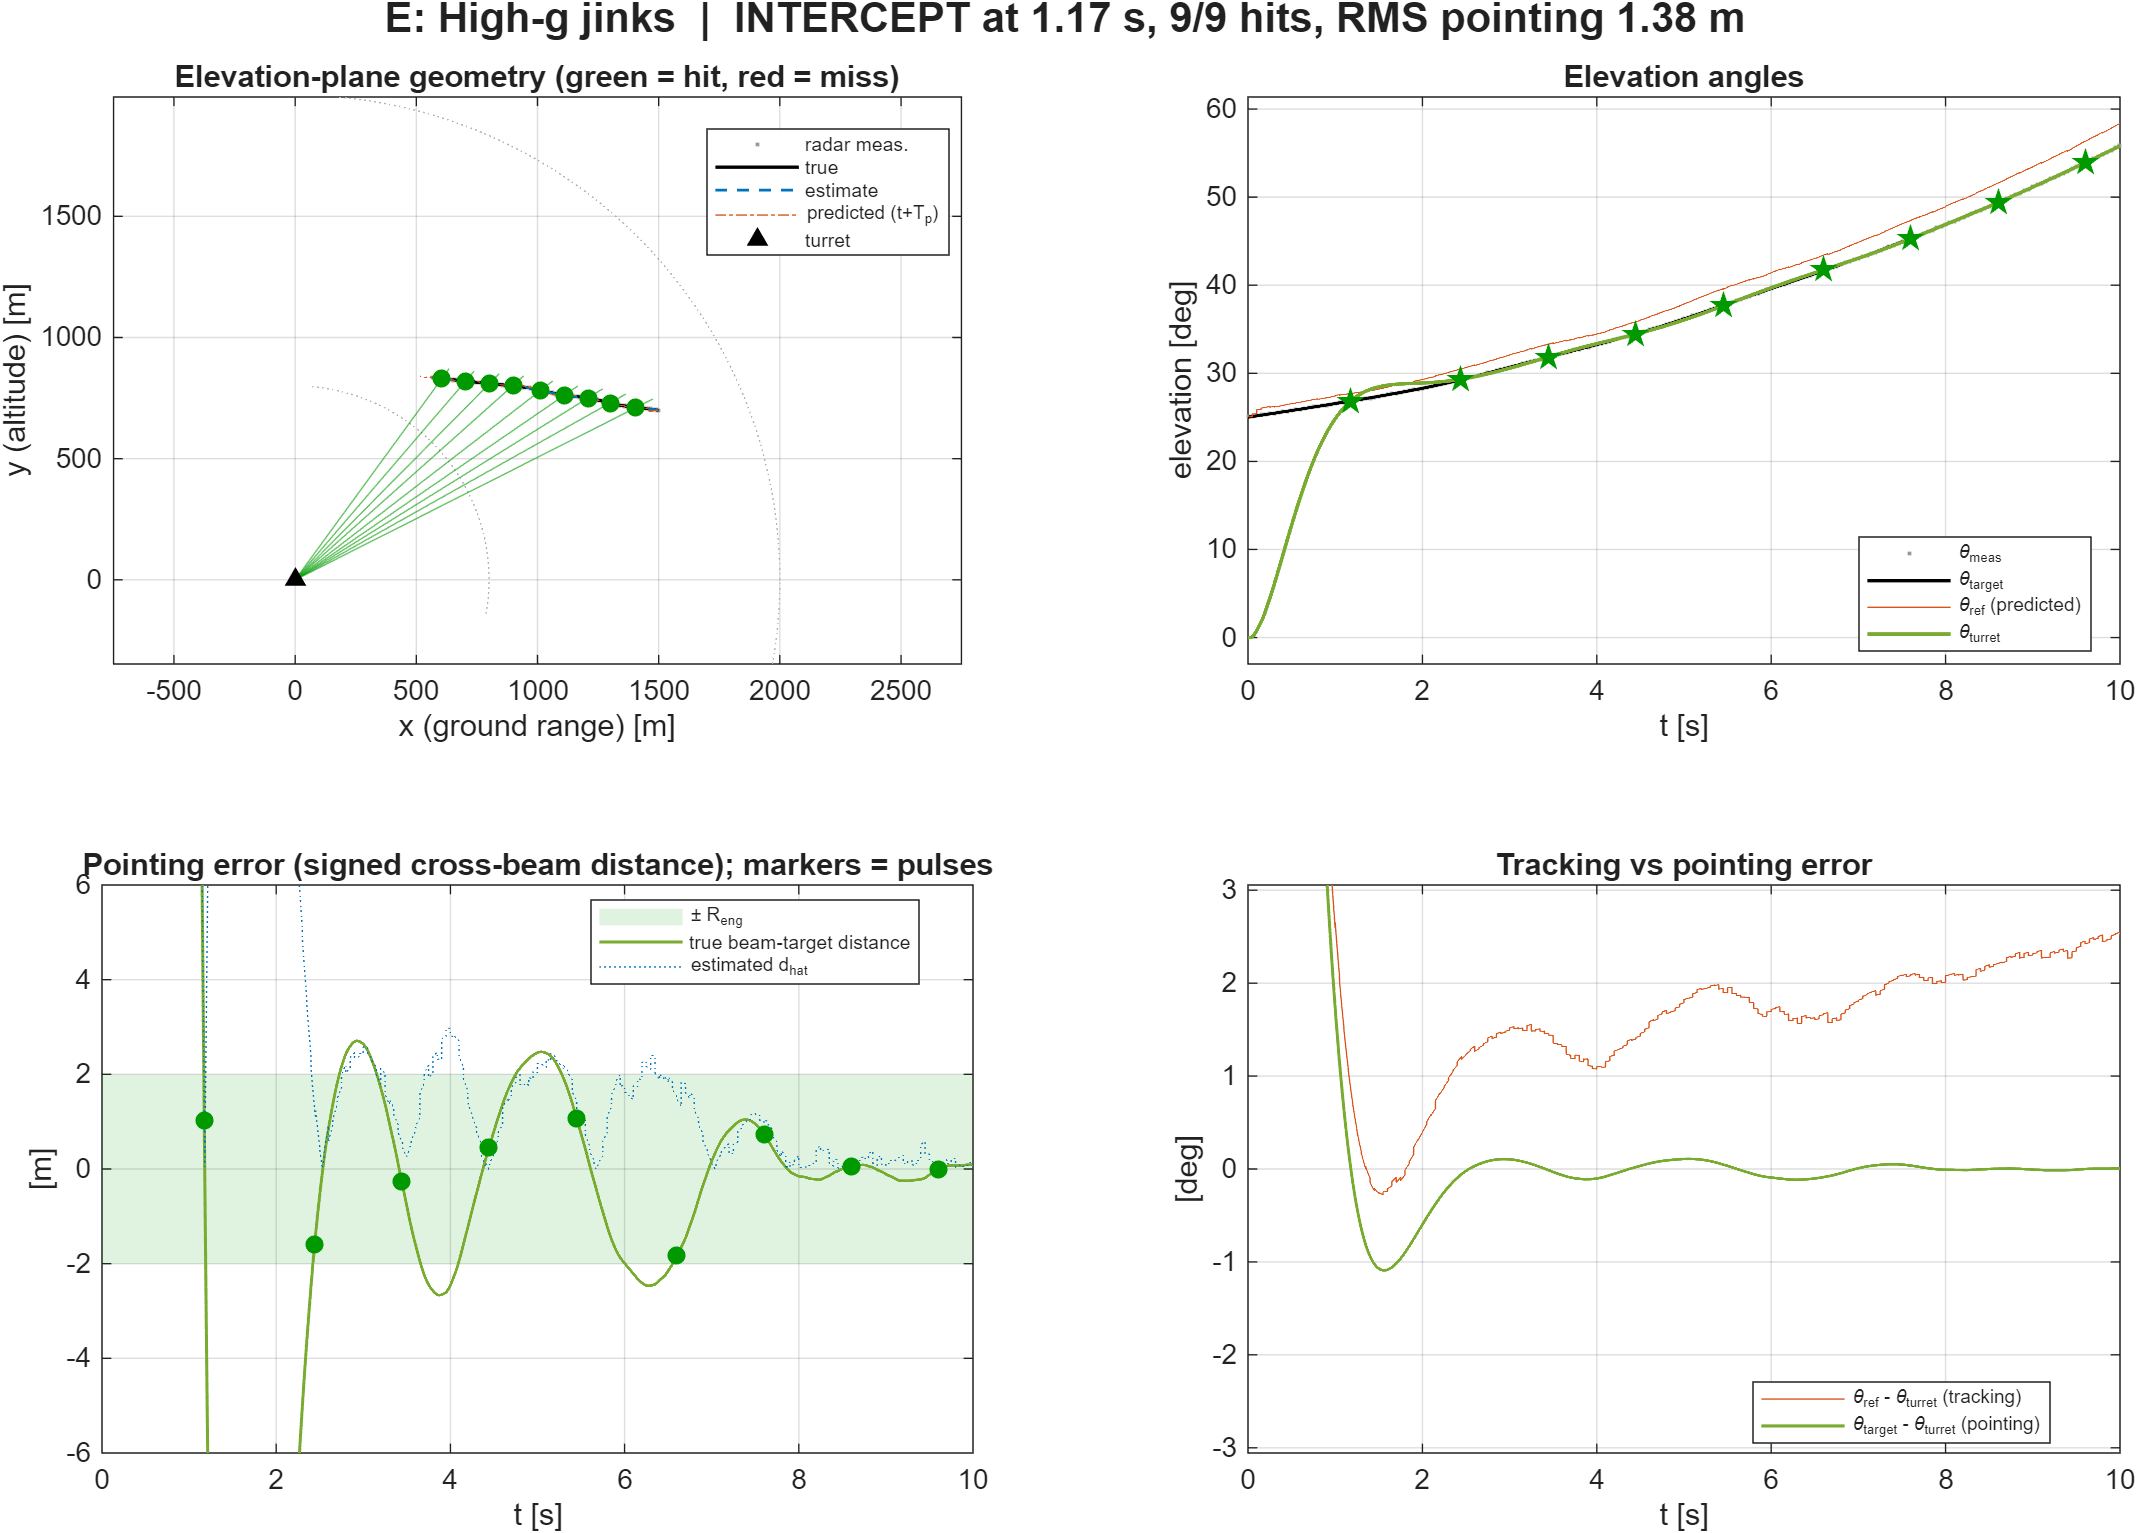 E: High-g jinks | INTERCEPT at 1.17 s, 9/9 hits, RMS pointing 1.38 m
Elevation-plane geometry (green = hit, red = miss)
y (altitude) [m]
1500
1000
500
0
-500 0 500 1000 1500 2000 2500
x (ground range) [m]
radar meas.
true
estimate
predicted (t+Tp)
turret
Elevation angles
elevation [deg]
60
50
40
30
20
10
0
0 2 4 6 8 10
t [s]
θmeas
θtarget
θref (predicted)
θturret
Pointing error (signed cross-beam distance); markers = pulses
[m]
6
4
2
0
-2
-4
-6
0 2 4 6 8 10
t [s]
± Reng
true beam-target distance
estimated dhat
Tracking vs pointing error
[deg]
3
2
1
0
-1
-2
-3
0 2 4 6 8 10
t [s]
θref - θturret (tracking)
θtarget - θturret (pointing)